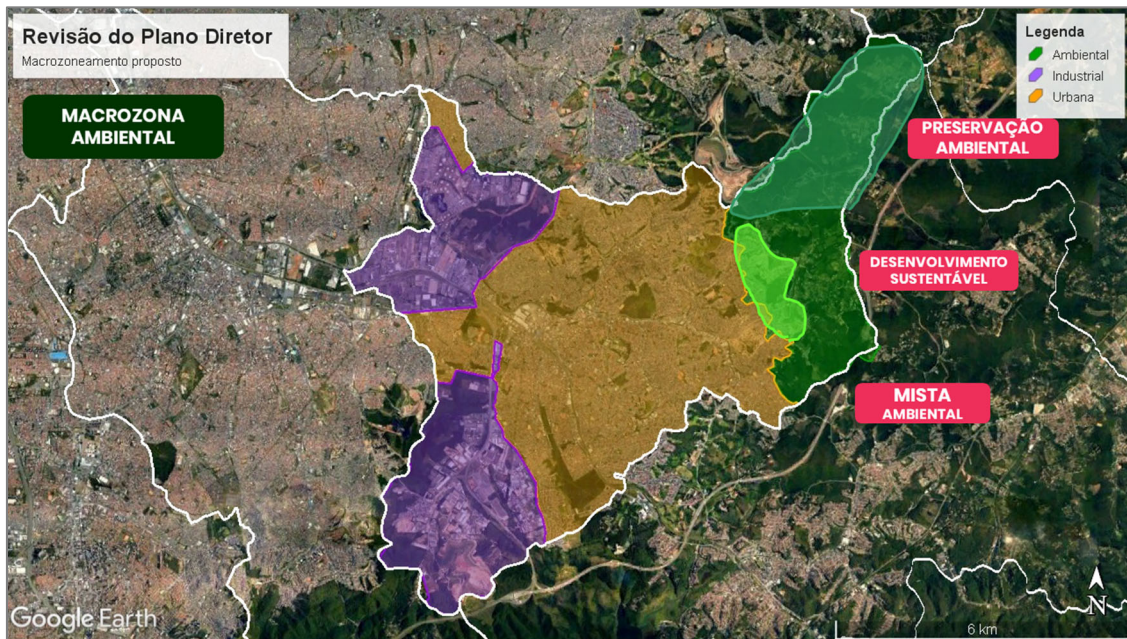 Revisão do Plano Diretor
Macrozoneamento proposto
MACROZONA
AMBIENTAL
Legenda
Ambiental
Industrial
Urbana
PRESERVAÇÃO
AMBIENTAL
DESENVOLVIMENTO
SUSTENTÁVEL
MISTA
AMBIENTAL
Google Earth
N
6 km